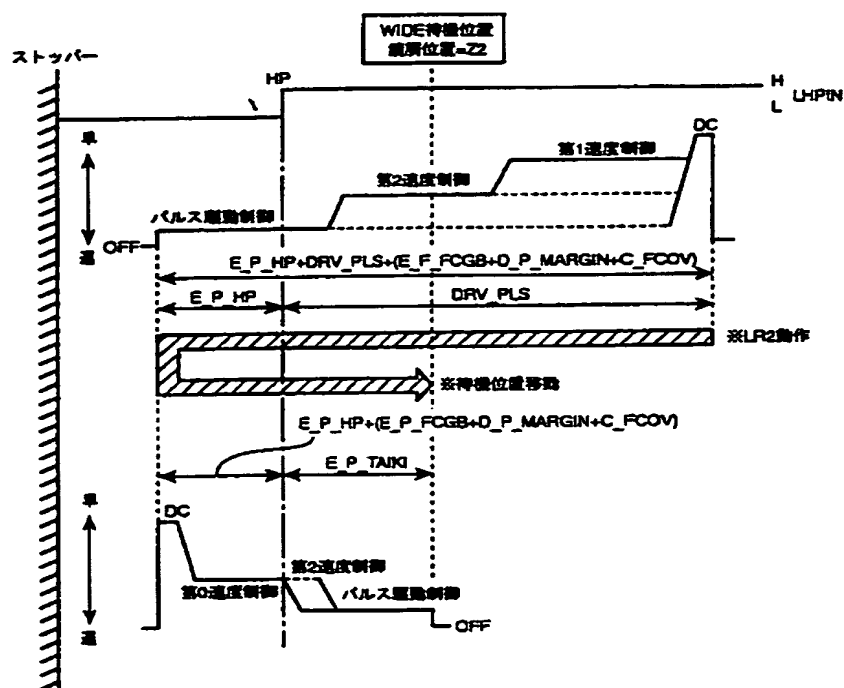 WIDE待機位置
鏡胴位置=Z2
ストッパー
HP
H
L
LHPIN
DC
早
第1速度制御
第2速度制御
パルス駆動制御
OFF
遅
E_P_HP+DRV_PLS+(E_F_FCGB+D_P_MARGIN+C_FCOV)
E_P_HP
DRV_PLS
※LR2動作
※待機位置移動
E_P_HP+(E_P_FCGB+D_P_MARGIN+C_FCOV)
E_P_TAIKI
早
DC
第2速度制御
第0速度制御
パルス駆動制御
遅
OFF